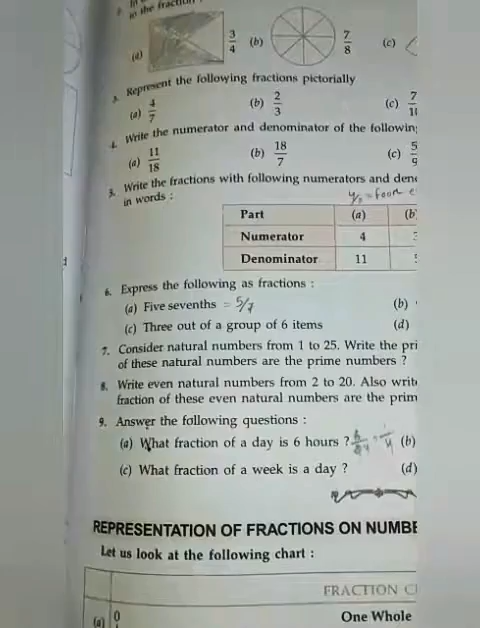 in the fraction
(a) 3/4 (b) 7/8 (c)
3. Represent the following fractions pictorially
(a) 4/7 (b) 2/3 (c) 7
4. Write the numerator and denominator of the following
(a) 11/18 (b) 18/7 (c) 5/9
5. Write the fractions with following numerators and
in words :
Part (a) (b
Numerator 4
Denominator 11
6. Express the following as fractions :
(a) Five sevenths = 5/7 (b)
(c) Three out of a group of 6 items (d)
7. Consider natural numbers from 1 to 25. Write the pri
of these natural numbers are the prime numbers ?
8. Write even natural numbers from 2 to 20. Also writ
fraction of these even natural numbers are the prim
9. Answer the following questions :
(a) What fraction of a day is 6 hours ? 6/24 = 1/4 (b)
(c) What fraction of a week is a day ? (d)
REPRESENTATION OF FRACTIONS ON NUMBE
Let us look at the following chart :
FRACTION C
(a) 0 One Whole